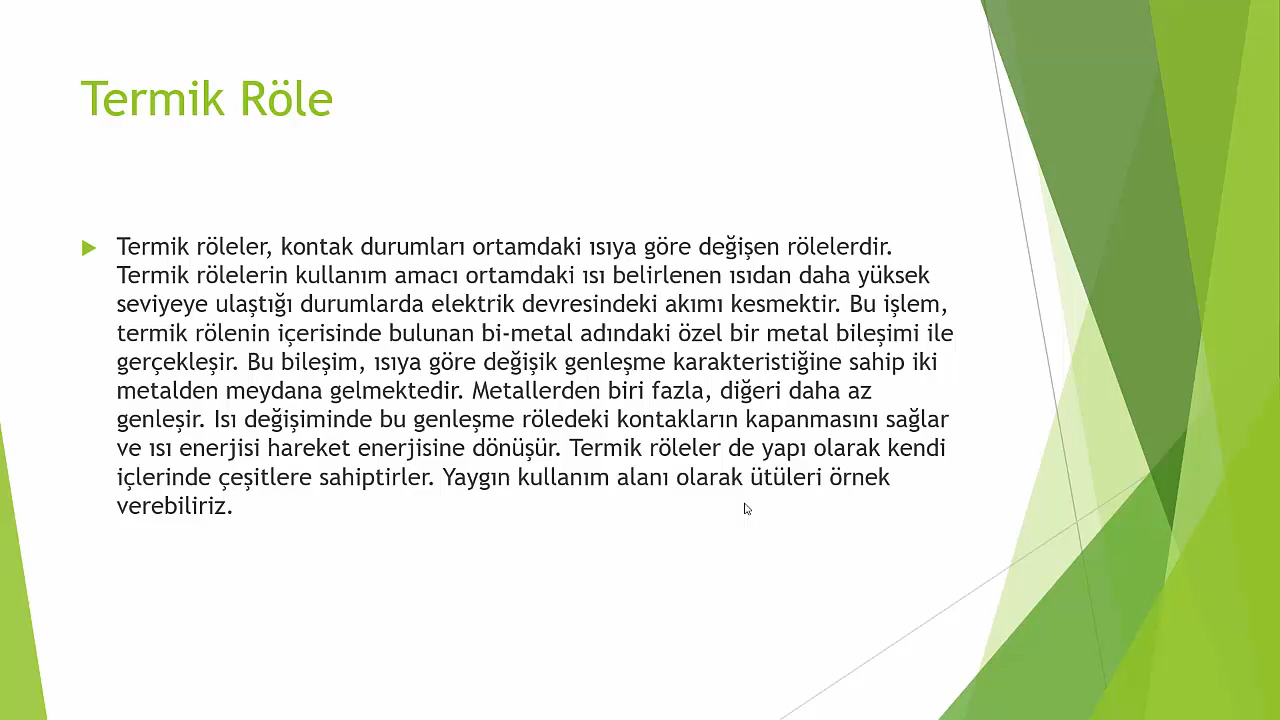 Termik Röle
Termik röleler, kontak durumları ortamdaki ısıya göre değişen rölelerdir.
Termik rölelerin kullanım amacı ortamdaki ısı belirlenen ısıdan daha yüksek
seviyeye ulaştığı durumlarda elektrik devresindeki akımı kesmektir. Bu işlem,
termik rölenin içerisinde bulunan bi-metal adındaki özel bir metal bileşimi ile
gerçekleşir. Bu bileşim, ısıya göre değişik genleşme karakteristiğine sahip iki
metalden meydana gelmektedir. Metallerden biri fazla, diğeri daha az
genleşir. Isı değişiminde bu genleşme röledeki kontakların kapanmasını sağlar
ve ısı enerjisi hareket enerjisine dönüşür. Termik röleler de yapı olarak kendi
içlerinde çeşitlere sahiptirler. Yaygın kullanım alanı olarak ütüleri örnek
verebiliriz.